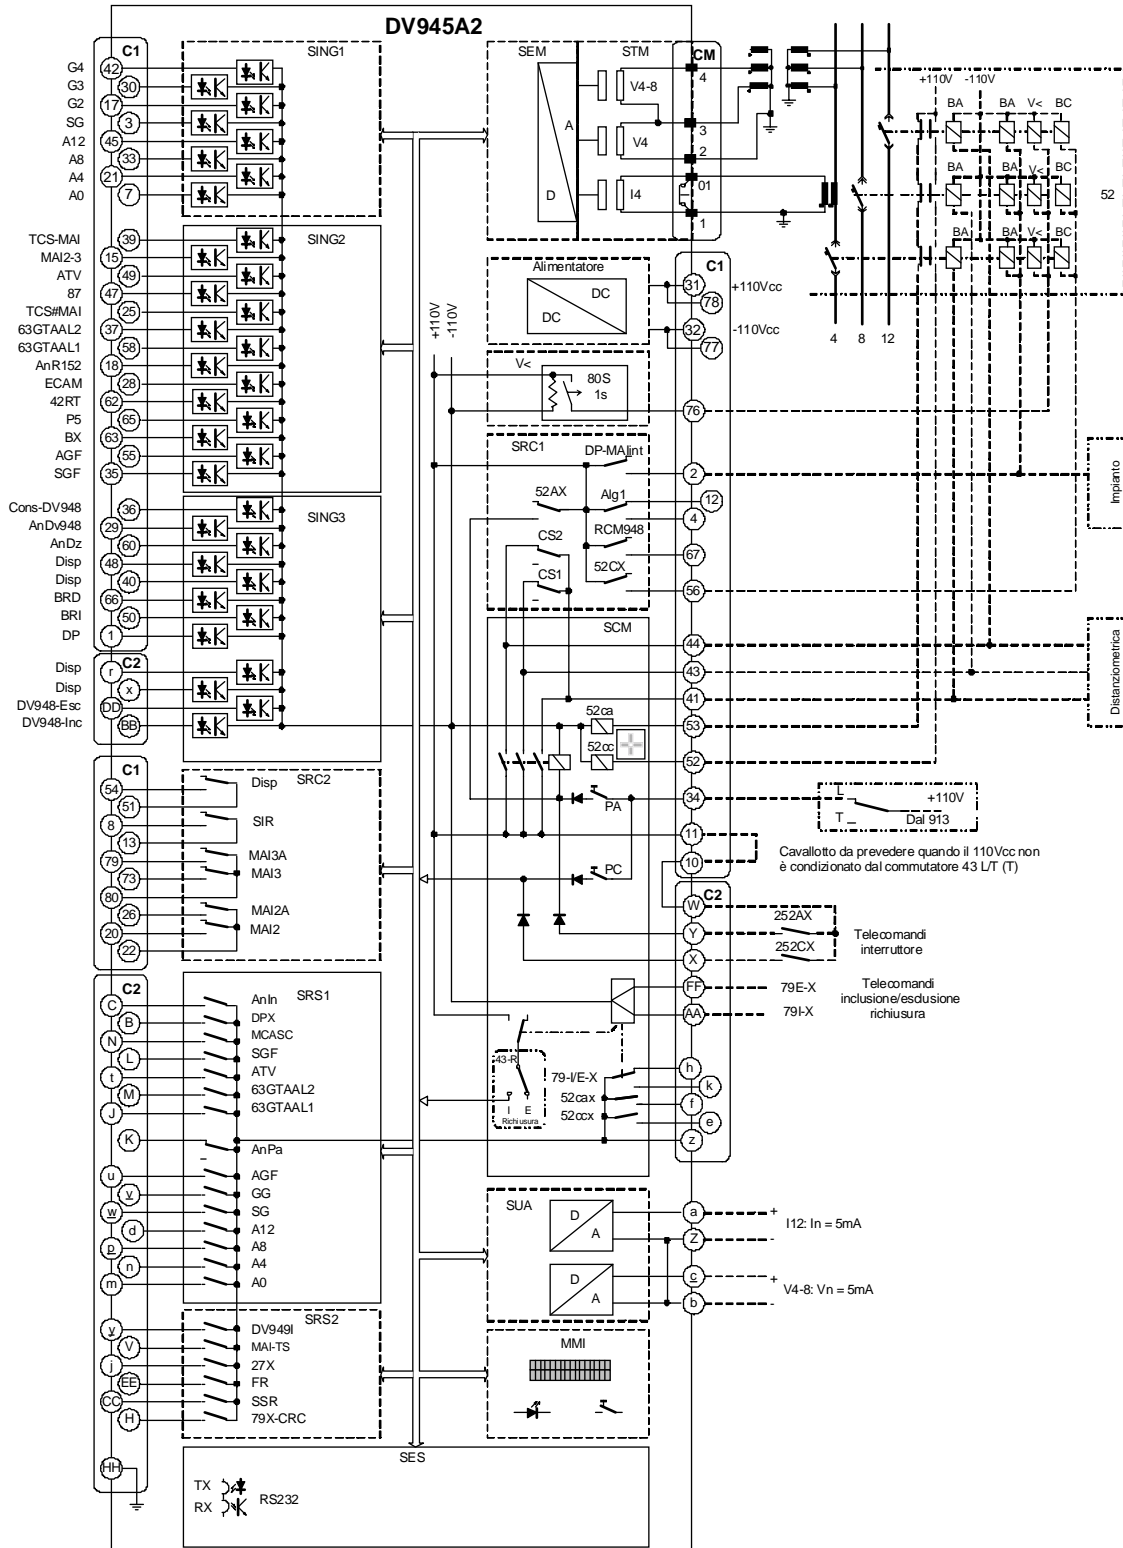 DV945A2
C1
SING1
G4 42
G3 30
G2 17
SG 3
A12 45
A8 33
A4 21
A0 7
SING2
TCS-MAI 39
MAI2-3 15
ATV 49
87 47
TCS#MAI 25
63GTAAL2 37
63GTAAL1 58
AnR152 18
ECAM 28
42RT 62
P5 65
BX 63
AGF 55
SGF 35
SING3
Cons-DV948 36
AnDv948 29
AnDz 60
Disp 48
Disp 40
BRD 66
BRI 50
DP 1
C2
Disp r
Disp x
DV948-Esc DD
DV948-Inc BB
C1
SRC2
54 Disp
51
8 SIR
13
79 MAI3A
73 MAI3
80
26 MAI2A
20 MAI2
22
C2
SRS1
C AnIn
B DPX
N MCASC
L SGF
t ATV
M 63GTAAL2
J 63GTAAL1
K AnPa
u AGF
v GG
w SG
d A12
p A8
n A4
m A0
SRS2
y DV949I
V MAI-TS
j 27X
EE FR
CC SSR
H 79X-CRC
HH
SES
TX
RX
RS232
SEM
STM
CM
A
D
V4-8
V4
I4
4
3
2
01
1
Alimentatore
DC
DC
C1
31 +110Vcc
78
32 -110Vcc
77
+110V
-110V
V<
80S
1s
76
SRC1
DP-MAIint
2
52AX
Alg1
12
4
CS2
RCM948
67
CS1
52CX
56
SCM
44
43
41
52ca
53
52cc
52
34
PA
11
10
PC
C2
W
Y
X
FF
AA
43-R
I E
Richiusura
79-I/E-X
h
k
52cax
f
52ccx
e
z
SUA
D
A
a +
I12: In = 5mA
Z -
D
A
c +
V4-8: Vn = 5mA
b -
MMI
+110V -110V
BA BA V< BC
BA BA V< BC
BA BA V< BC
52
4 8 12
Impianto
Distanziometrica
L
+110V
T
Dal 913
Cavallotto da prevedere quando il 110Vcc non
è condizionato dal commutatore 43 L/T (T)
252AX
252CX
Telecomandi
interruttore
79E-X
79I-X
Telecomandi
inclusione/esclusione
richiusura